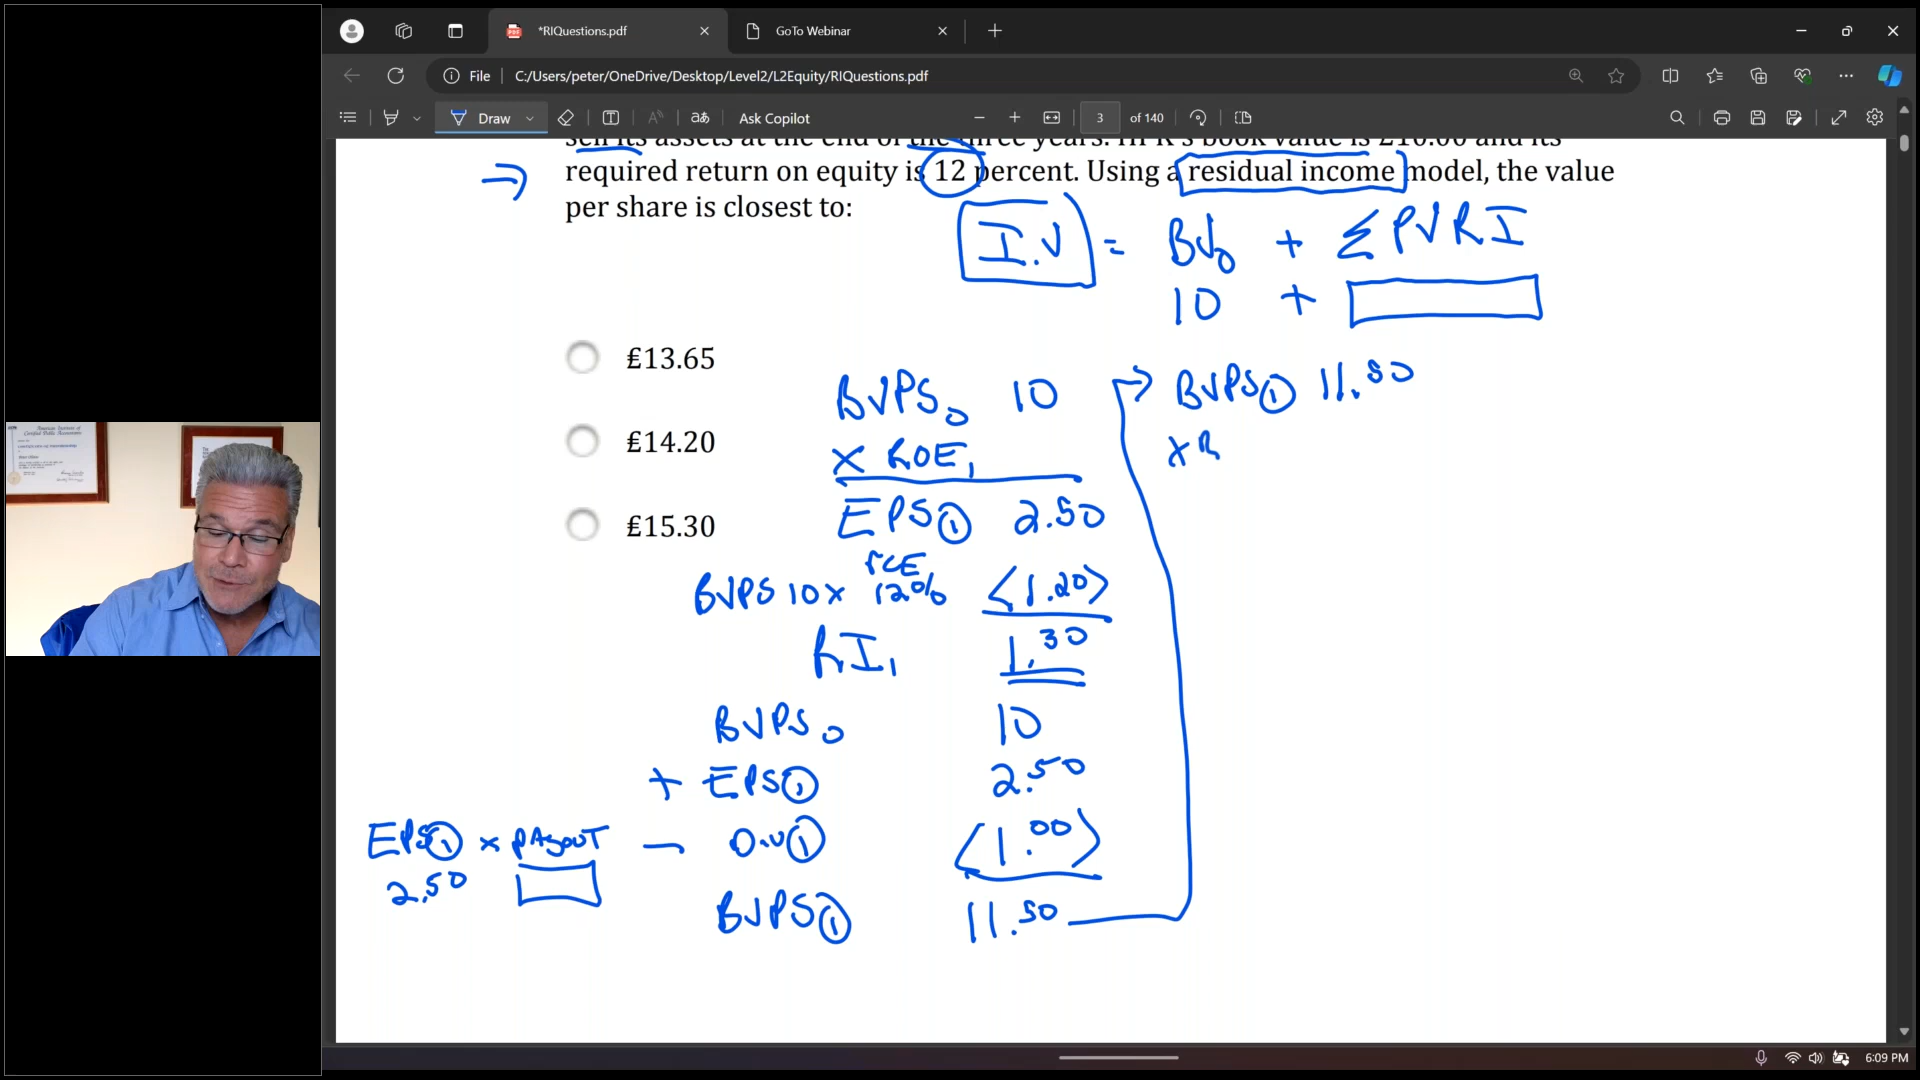 *RIQuestions.pdf
GoTo Webinar
File
C:/Users/peter/OneDrive/Desktop/Level2/L2Equity/RIQuestions.pdf
Draw
aあ
Ask Copilot
3
of 140
required return on equity is 12 percent. Using a residual income model, the value
per share is closest to:
I.V = BV₀ + ΣPVRI
10 +
£13.65
£14.20
£15.30
BVPS₀ 10
× ROE₁
EPS① 2.50
rCE
BVPS 10 × 12% <1.20>
RI₁ 1.30
BVPS₀ 10
+ EPS① 2.50
EPS① × PAYOUT − Div① <1.00>
2.50
BVPS① 11.50
BVPS① 11.50
× R
6:09 PM